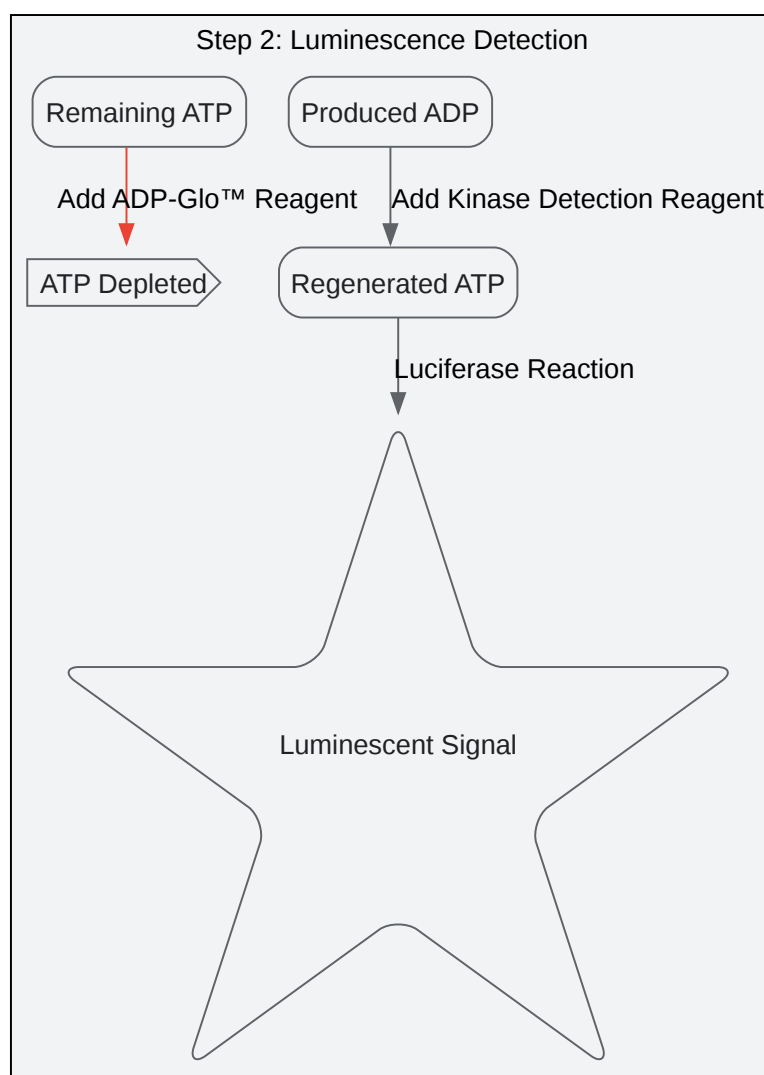 Step 2: Luminescence Detection
Remaining ATP
Produced ADP
Add ADP-Glo™ Reagent
Add Kinase Detection Reagent
ATP Depleted
Regenerated ATP
Luciferase Reaction
Luminescent Signal